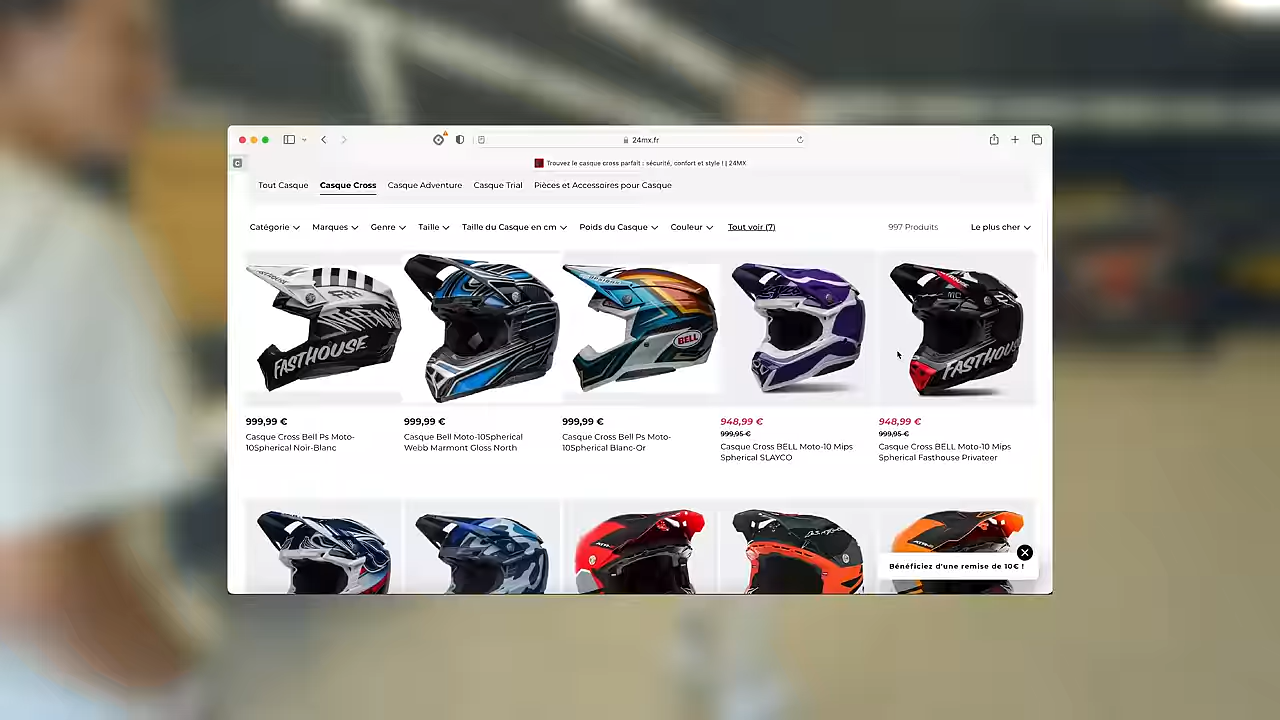 24mx.fr
Trouvez le casque cross parfait : sécurité, confort et style ! | 24MX
Tout Casque Casque Cross Casque Adventure Casque Trial Pièces et Accessoires pour Casque
Catégorie Marques Genre Taille Taille du Casque en cm Poids du Casque Couleur Tout voir (7) 997 Produits Le plus cher
FASTHOUSE
BELL
FASTHOUS
999,99 €
Casque Cross Bell Ps Moto-
10Spherical Noir-Blanc
999,99 €
Casque Bell Moto-10Spherical
Webb Marmont Gloss North
999,99 €
Casque Cross Bell Ps Moto-
10Spherical Blanc-Or
948,99 €
999,95 €
Casque Cross BELL Moto-10 Mips
Spherical SLAYCO
948,99 €
999,95 €
Casque Cross BELL Moto-10 Mips
Spherical Fasthouse Privateer
Bénéficiez d'une remise de 10€ !